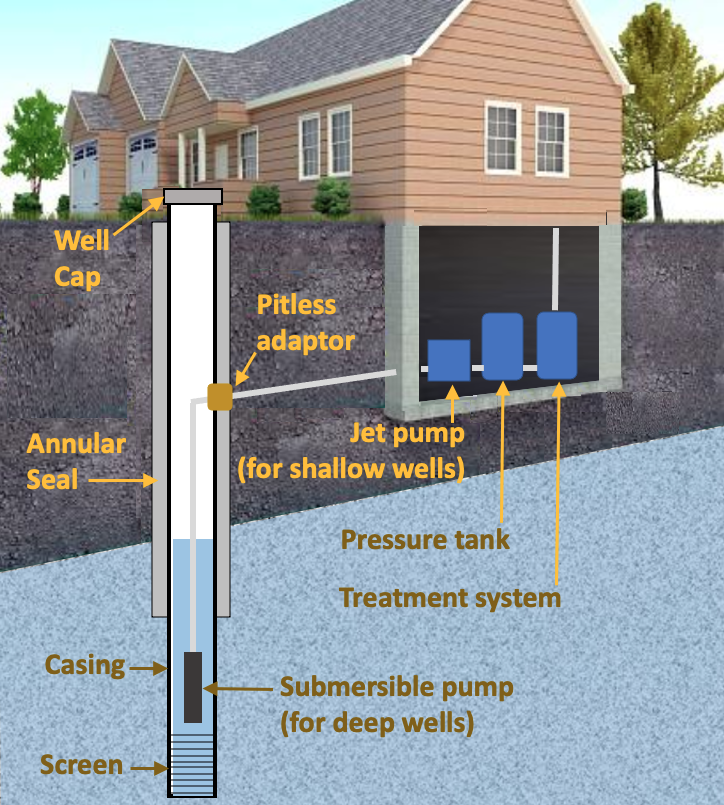 Well
Cap
Pitless
adaptor
Annular
Seal
Jet pump
(for shallow wells)
Pressure tank
Treatment system
Casing
Submersible pump
(for deep wells)
Screen